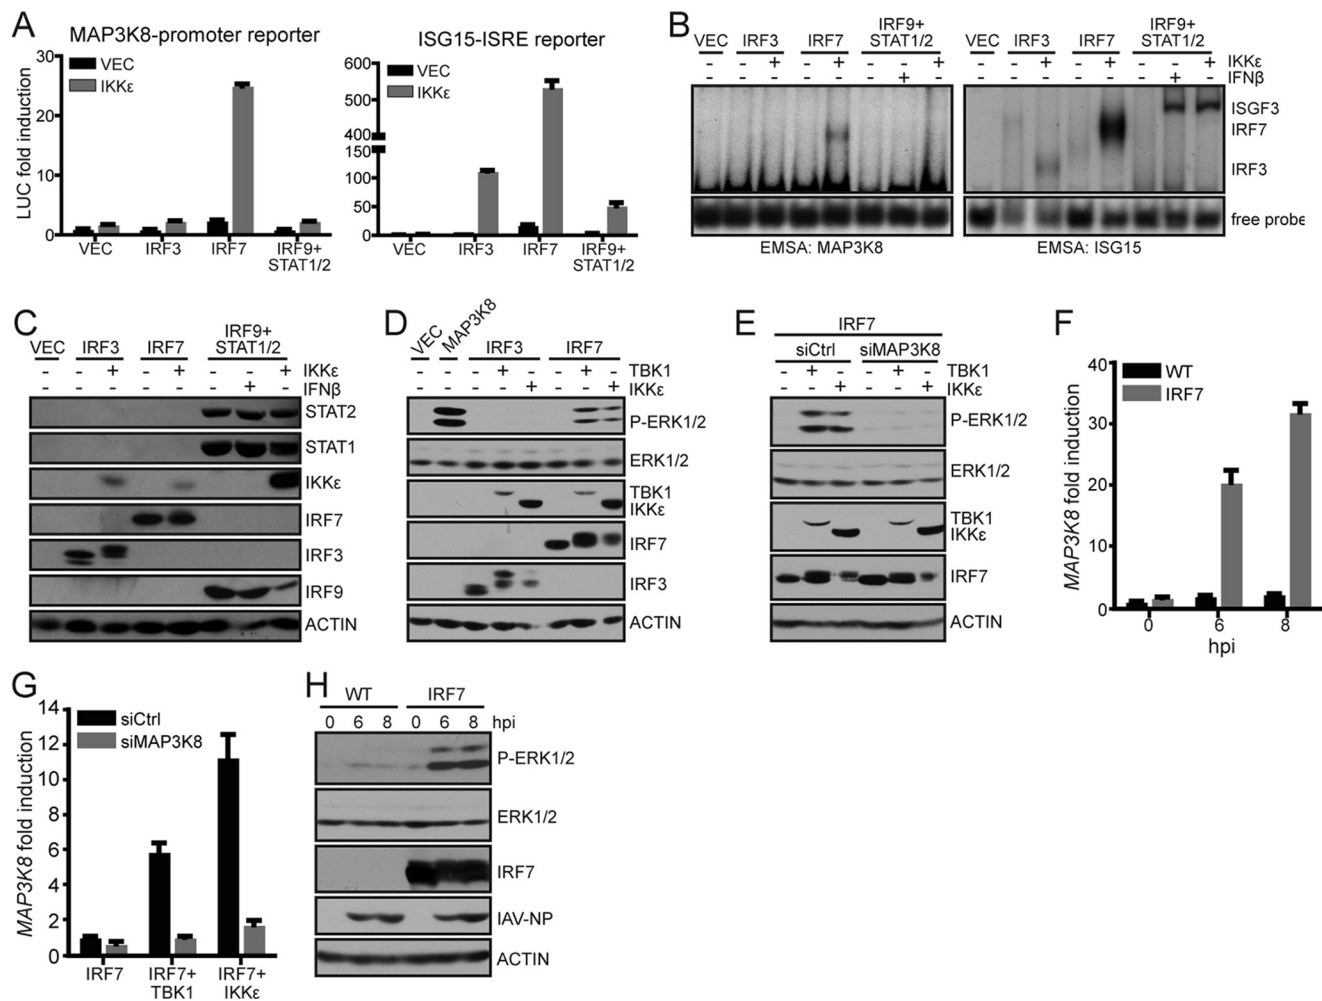 A
MAP3K8-promoter reporter
LUC fold induction
30
20
10
0
VEC
IKKε
VEC
IRF3
IRF7
IRF9+
STAT1/2
ISG15-ISRE reporter
600
500
400
150
100
50
0
VEC
IKKε
VEC
IRF3
IRF7
IRF9+
STAT1/2
B
VEC IRF3 IRF7 IRF9+ STAT1/2
VEC IRF3 IRF7 IRF9+ STAT1/2
- - + - + - - + - - + - + - - + IKKε
- - - - - - + - - - - - - - + - IFNβ
ISGF3
IRF7
IRF3
free probe
EMSA: MAP3K8
EMSA: ISG15
C
VEC IRF3 IRF7 IRF9+ STAT1/2
- - + - + - - + IKKε
- - - - - - + - IFNβ
STAT2
STAT1
IKKε
IRF7
IRF3
IRF9
ACTIN
D
VEC MAP3K8 IRF3 IRF7
- - - + - - + - TBK1
- - - - + - - + IKKε
P-ERK1/2
ERK1/2
TBK1
IKKε
IRF7
IRF3
ACTIN
E
IRF7
siCtrl siMAP3K8
- + - - + - TBK1
- - + - - + IKKε
P-ERK1/2
ERK1/2
TBK1
IKKε
IRF7
ACTIN
F
MAP3K8 fold induction
40
30
20
10
0
WT
IRF7
0 6 8
hpi
G
MAP3K8 fold induction
14
12
10
8
6
4
2
0
siCtrl
siMAP3K8
IRF7
IRF7+
TBK1
IRF7+
IKKε
H
WT IRF7
0 6 8 0 6 8 hpi
P-ERK1/2
ERK1/2
IRF7
IAV-NP
ACTIN